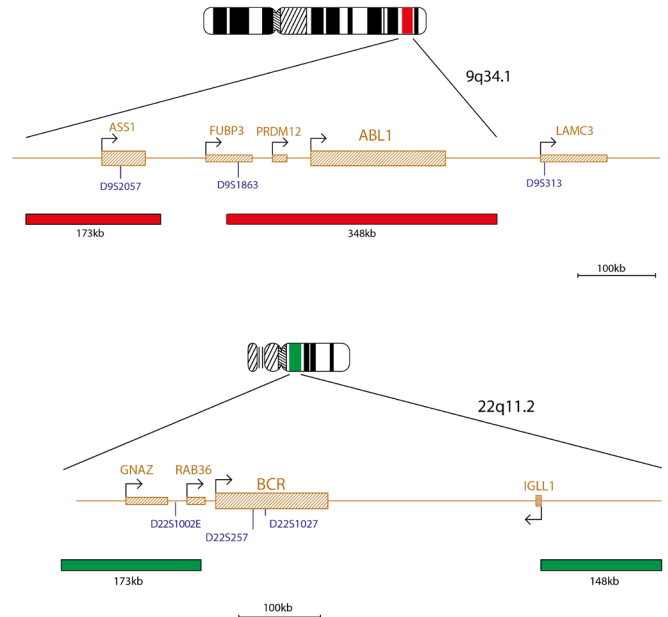 9q34.1
ASS1 FUBP3 PRDM12 ABL1 LAMC3
D9S2057 D9S1863 D9S313
173kb 348kb
100kb
22q11.2
GNAZ RAB36 BCR IGLL1
D22S1002E D22S1027
D22S257
173kb 148kb
100kb